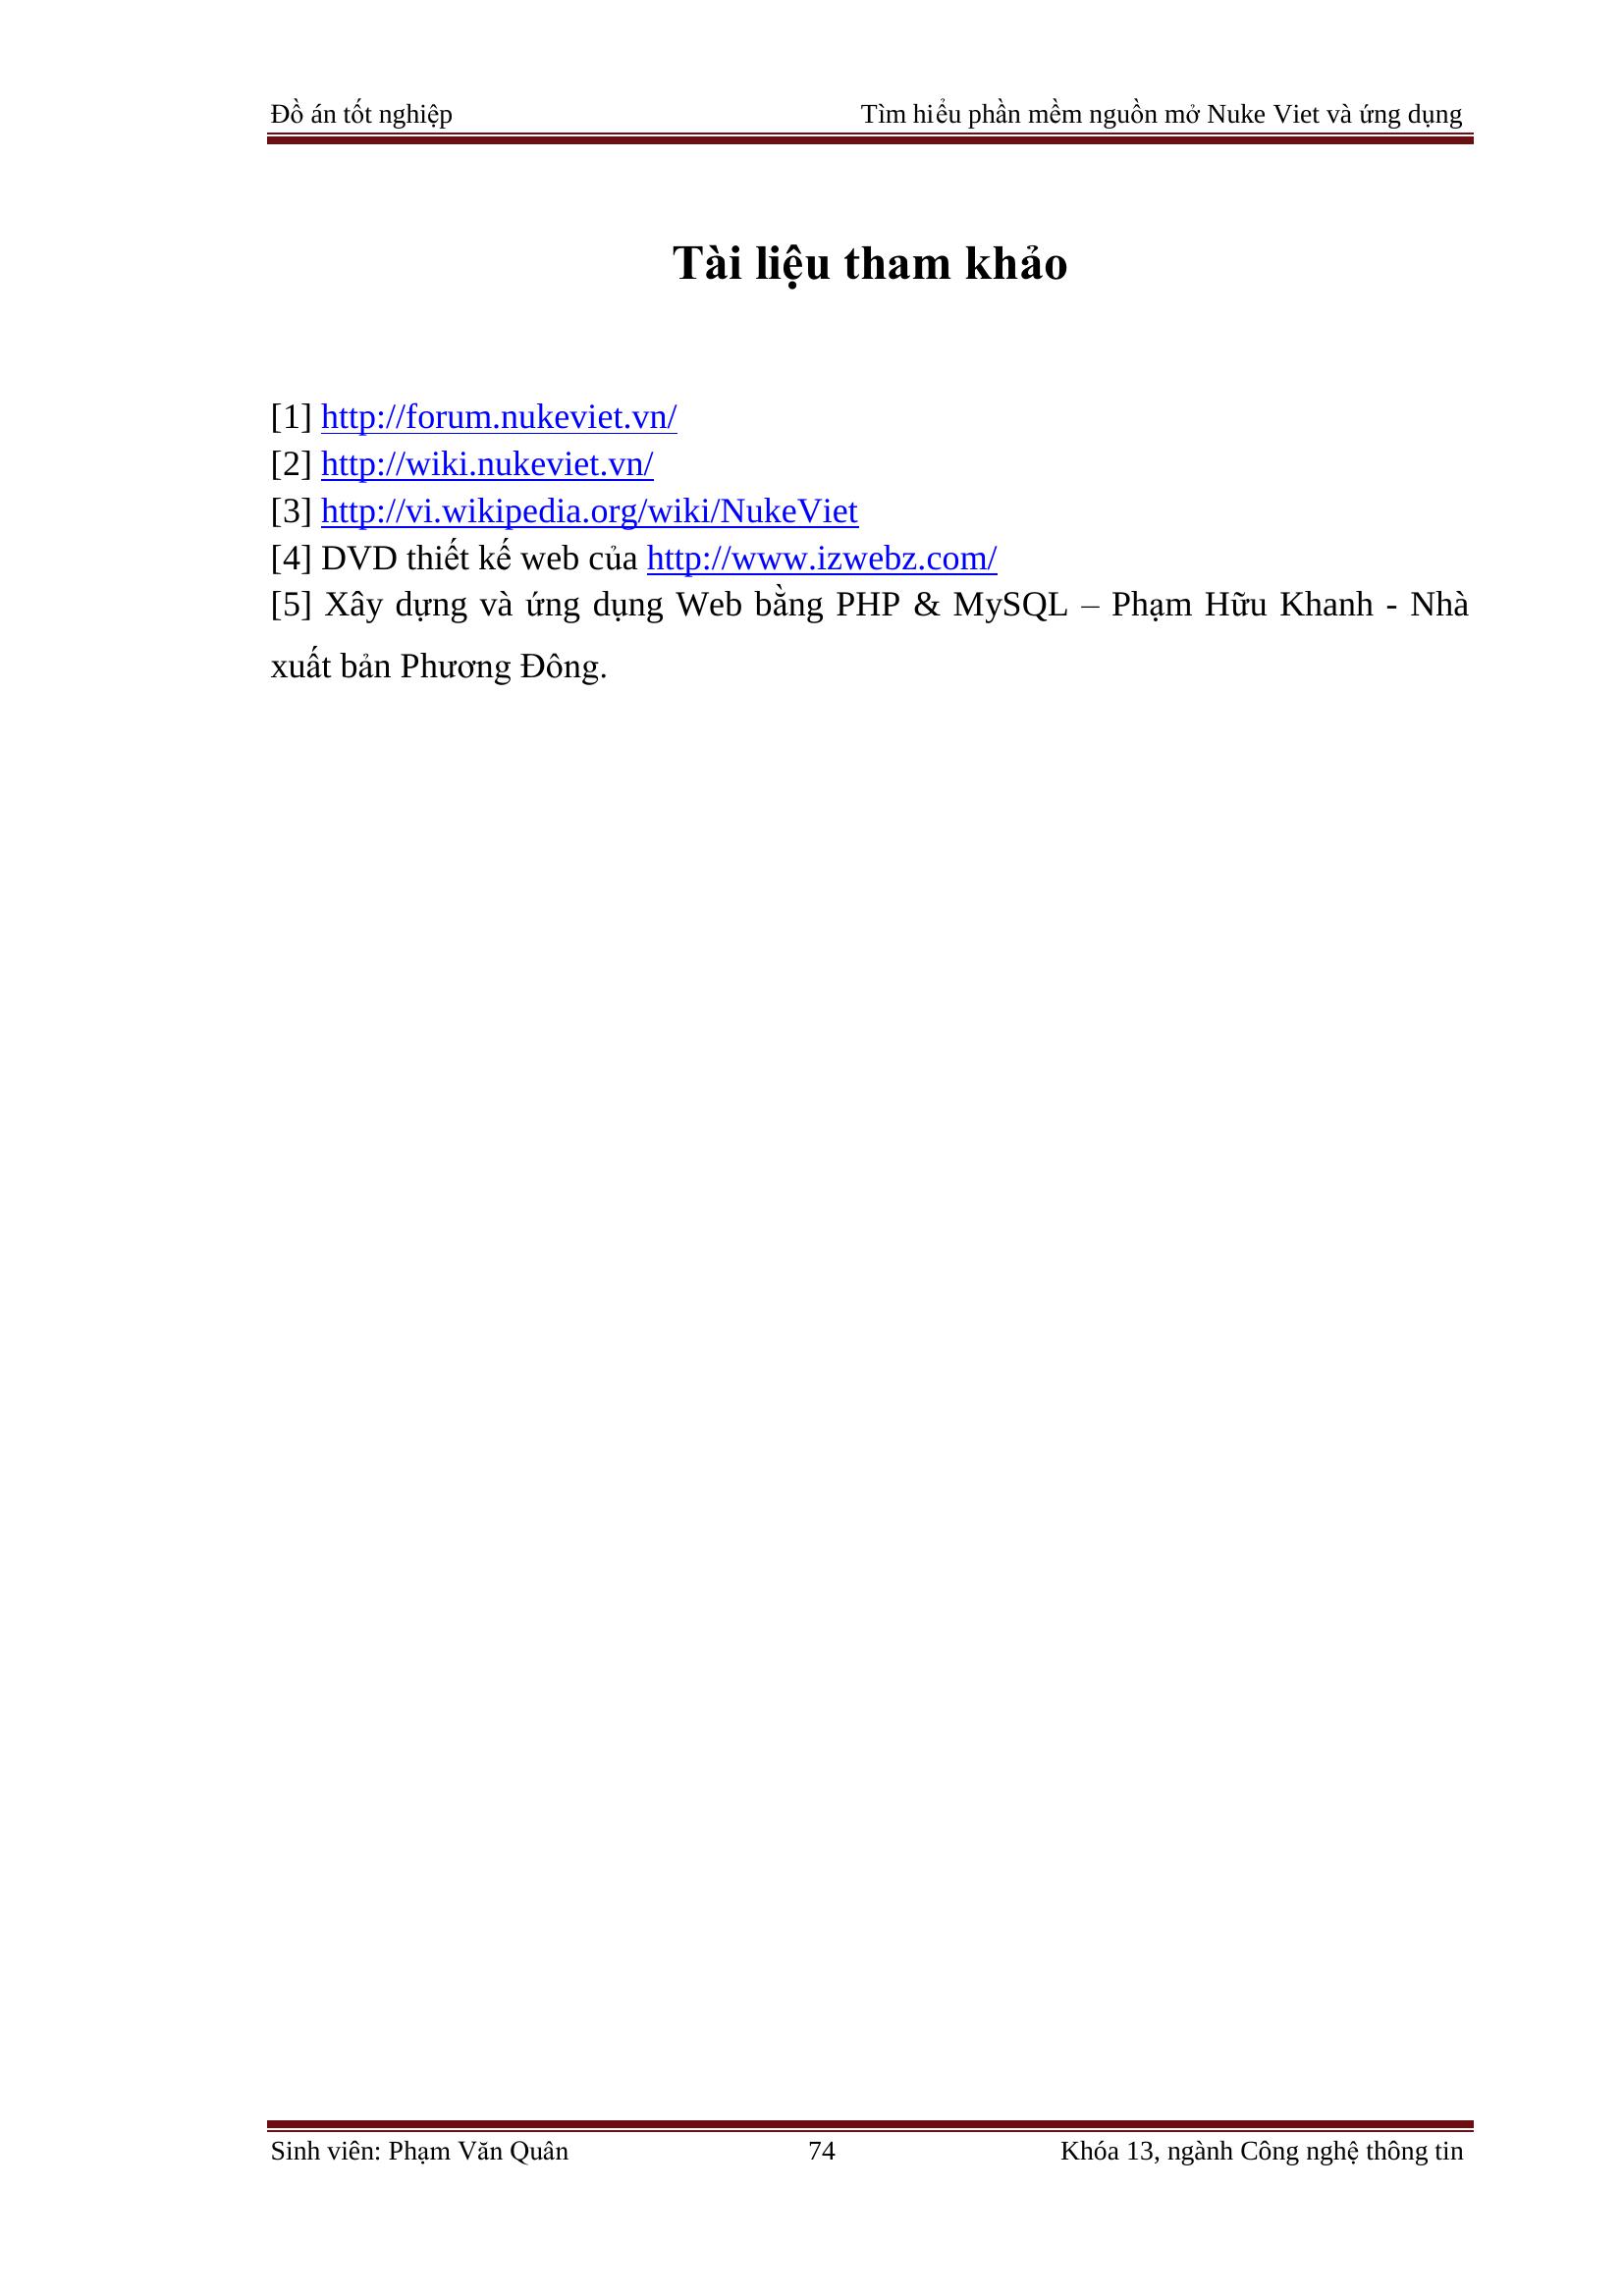 Đồ án tốt nghiệp Tìm hiểu phần mềm nguồn mở Nuke Viet và ứng dụng
Tài liệu tham khảo
[1] http://forum.nukeviet.vn/
[2] http://wiki.nukeviet.vn/
[3] http://vi.wikipedia.org/wiki/NukeViet
[4] DVD thiết kế web của http://www.izwebz.com/
[5] Xây dựng và ứng dụng Web bằng PHP & MySQL – Phạm Hữu Khanh - Nhà
xuất bản Phương Đông.
Sinh viên: Phạm Văn Quân 74 Khóa 13, ngành Công nghệ thông tin